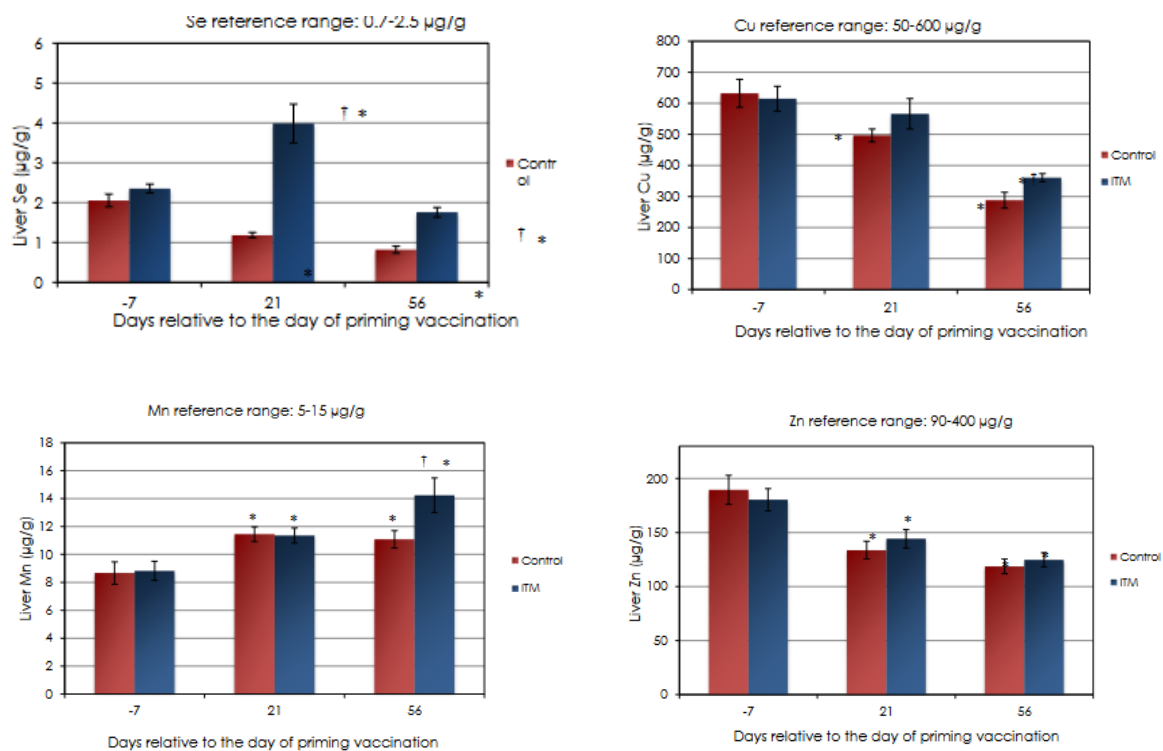 Se reference range: 0.7-2.5 µg/g
6
5
4
3
2
1
0
Liver Se (µg/g)
† *
*
Contr
ol
† *
*
-7 21 56
Days relative to the day of priming vaccination
Cu reference range: 50-600 µg/g
800
700
600
500
400
300
200
100
0
Liver Cu (µg/g)
*
*
*
Control
ITM
-7 21 56
Days relative to the day of priming vaccination
Mn reference range: 5-15 µg/g
18
16
14
12
10
8
6
4
2
0
Liver Mn (µg/g)
* * * † *
Control
ITM
-7 21 56
Days relative to the day of priming vaccination
Zn reference range: 90-400 µg/g
200
150
100
50
0
Liver Zn (µg/g)
* * * *
Control
ITM
-7 21 56
Days relative to the day of priming vaccination